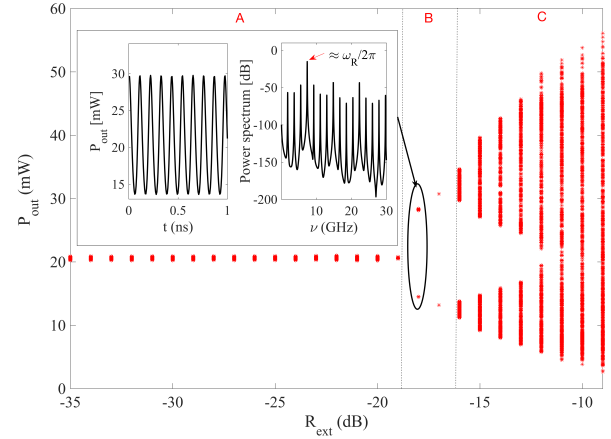 A B C
60
50
40
30
20
10
0
P_out (mW)
-35 -30 -25 -20 -15 -10
R_ext (dB)
30
25
20
15
P_out [mW]
0 0.5 1
t (ns)
0
-50
-100
-150
-200
Power spectrum [dB]
≈ ω_R/2π
10 20 30
ν (GHz)